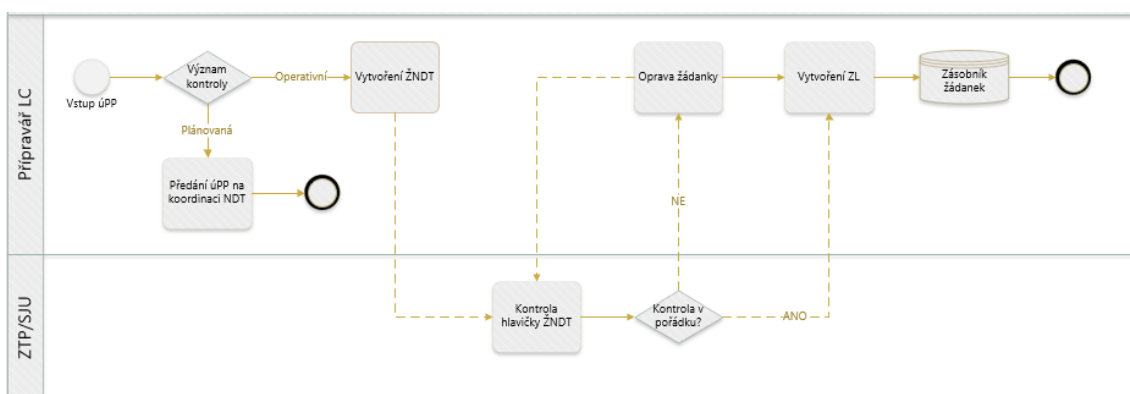 Přípravář LC
Vstup úPP
Význam
kontroly
Operativní
Vytvoření ŽNDT
Plánovaná
Předání úPP na
koordinaci NDT
Oprava žádanky
Vytvoření ZL
Zásobník
žádanek
NE
ZTP/SJU
Kontrola
hlavičky ŽNDT
Kontrola v
pořádku?
ANO